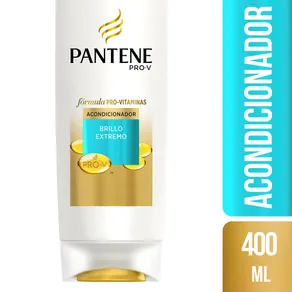 PANTENE
PRO-V
fórmula PRO-VITAMINAS
ACONDICIONADOR
BRILLO
EXTREMO
PRO-V
ACONDICIONADOR
400
ML